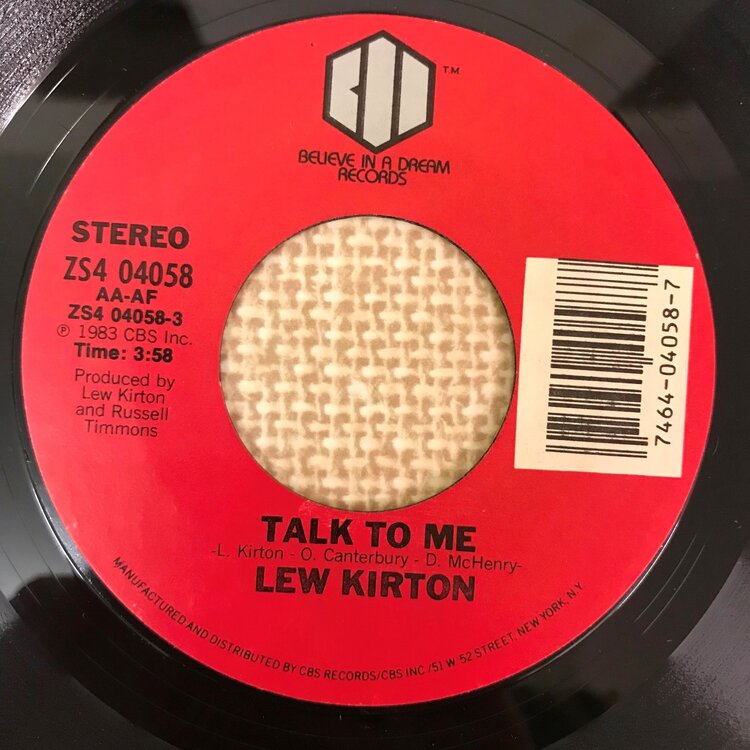 TM
BELIEVE IN A DREAM
RECORDS
STEREO
ZS4 04058
AA-AF
ZS4 04058-3
℗ 1983 CBS Inc.
Time: 3:58
Produced by
Lew Kirton
and Russell
Timmons
7464-04058-7
TALK TO ME
-L. Kirton - O. Canterbury - D. McHenry-
LEW KIRTON
MANUFACTURED AND DISTRIBUTED BY CBS RECORDS/CBS INC /51 W 52 STREET, NEW YORK, N.Y.